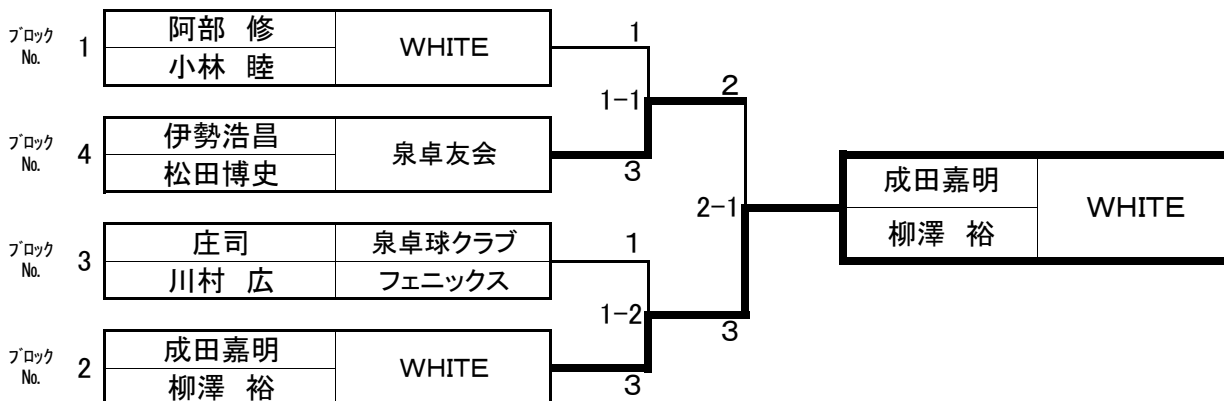 ブロック No. 1 阿部 修 WHITE 1
小林 睦
1-1 2
ブロック No. 4 伊勢浩昌 泉卓友会 3
松田博史
2-1 成田嘉明 WHITE
柳澤 裕
ブロック No. 3 庄司 泉卓球クラブ 1
川村 広 フェニックス
1-2 3
ブロック No. 2 成田嘉明 WHITE 3
柳澤 裕